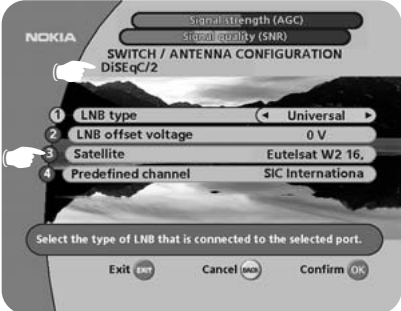 Signal strength (AGC)
Signal quality (SNR)
NOKIA
SWITCH / ANTENNA CONFIGURATION
DiSEqC/2
1 LNB type Universal
2 LNB offset voltage 0 V
3 Satellite Eutelsat W2 16,
4 Predefined channel SIC Internationa
Select the type of LNB that is connected to the selected port.
Exit EXIT Cancel BACK Confirm OK